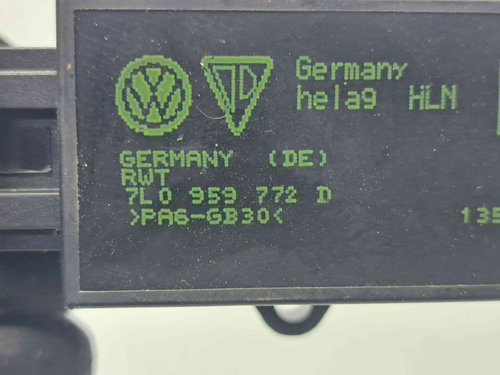 Germany
hela9 HLN
GERMANY (DE)
RWT
7L0 959 772 D
>PA6-GB30<
135